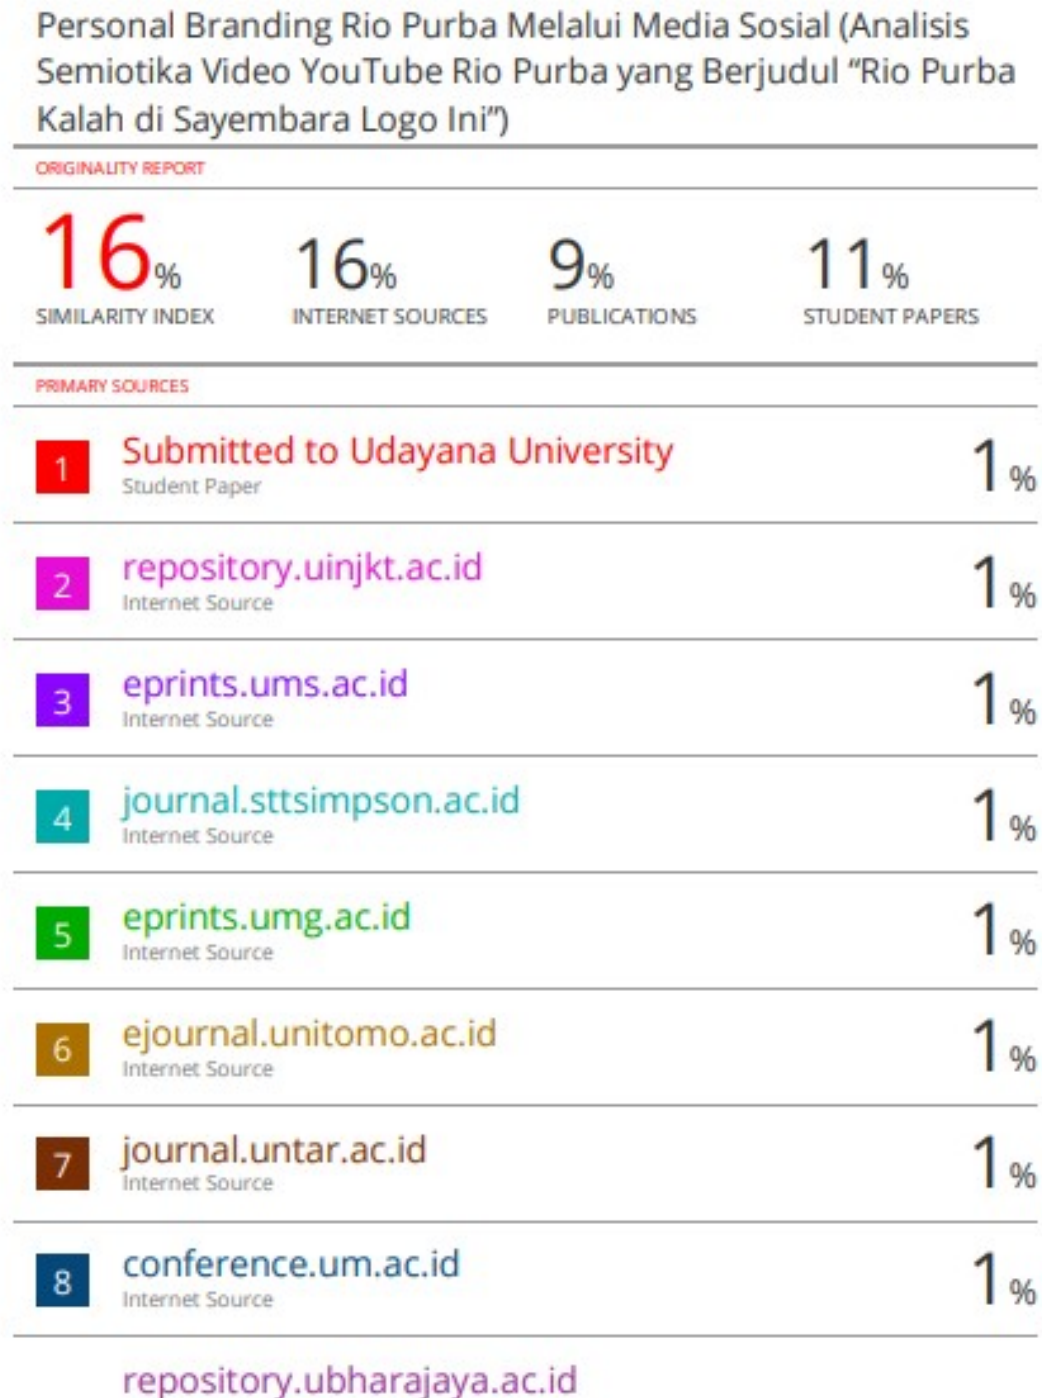 Personal Branding Rio Purba Melalui Media Sosial (Analisis
Semiotika Video YouTube Rio Purba yang Berjudul “Rio Purba
Kalah di Sayembara Logo Ini”)
ORIGINALITY REPORT
16% 16% 9% 11%
SIMILARITY INDEX INTERNET SOURCES PUBLICATIONS STUDENT PAPERS
PRIMARY SOURCES
1 Submitted to Udayana University 1%
Student Paper
2 repository.uinjkt.ac.id 1%
Internet Source
3 eprints.ums.ac.id 1%
Internet Source
4 journal.sttsimpson.ac.id 1%
Internet Source
5 eprints.umg.ac.id 1%
Internet Source
6 ejournal.unitomo.ac.id 1%
Internet Source
7 journal.untar.ac.id 1%
Internet Source
8 conference.um.ac.id 1%
Internet Source
repository.ubharajaya.ac.id